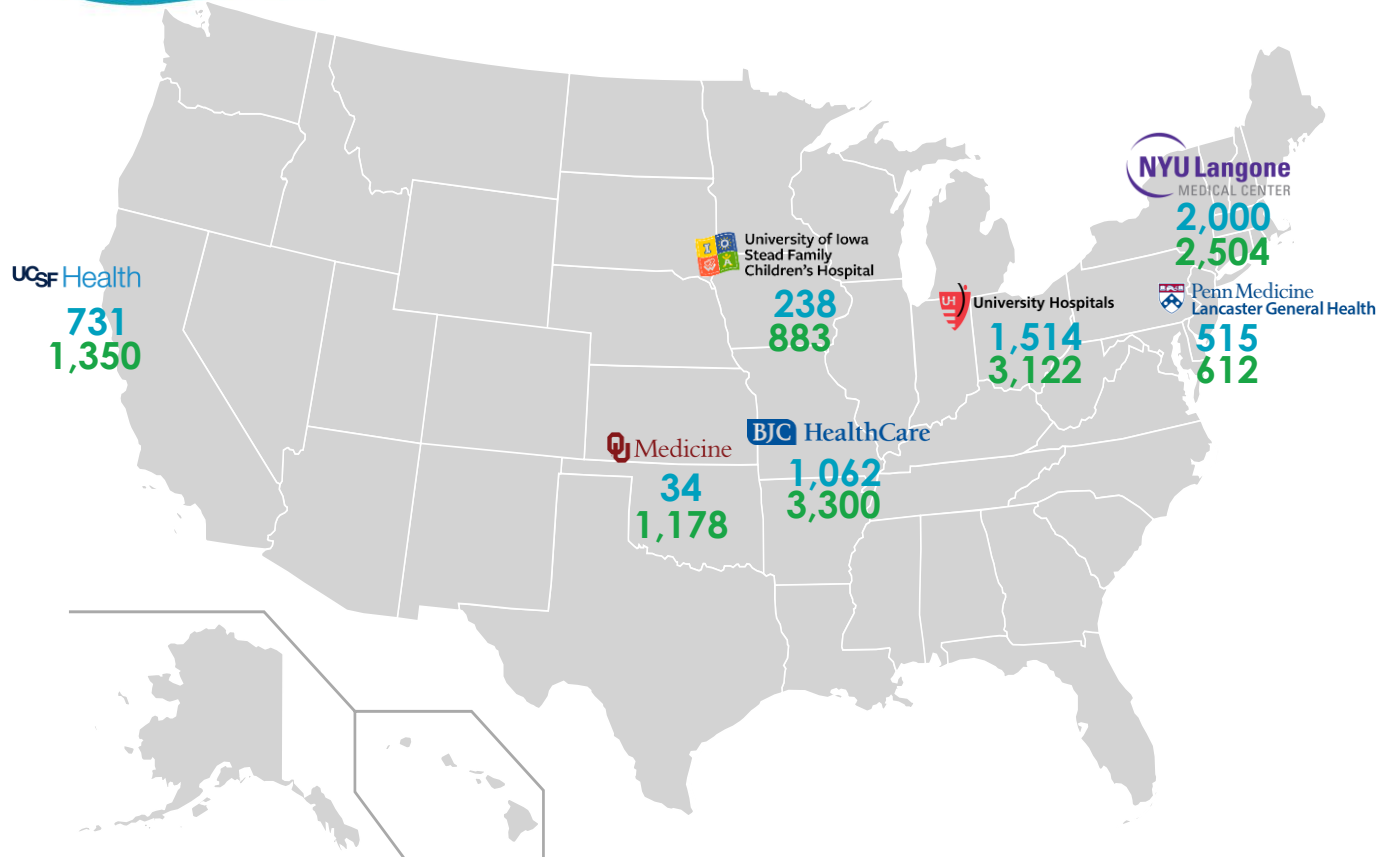 NYU Langone
MEDICAL CENTER
2,000
2,504
University of Iowa
Stead Family
Children's Hospital
238
883
UCSF Health
731
1,350
UH
University Hospitals
1,514
3,122
Penn Medicine
Lancaster General Health
515
612
OU Medicine
34
1,178
BJC HealthCare
1,062
3,300